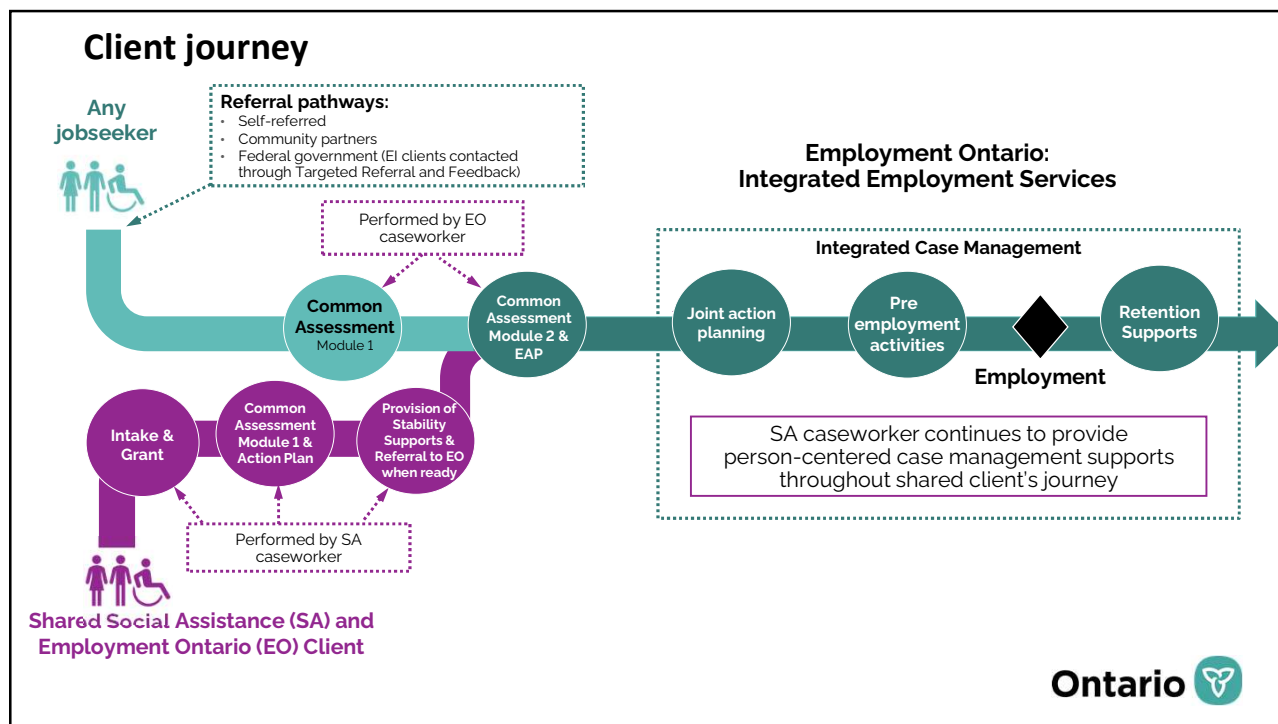 Client journey
Any
jobseeker
Referral pathways:
• Self-referred
• Community partners
• Federal government (EI clients contacted
through Targeted Referral and Feedback)
Performed by EO
caseworker
Employment Ontario:
Integrated Employment Services
Integrated Case Management
Common
Assessment
Module 1
Common
Assessment
Module 2 &
EAP
Joint action
planning
Pre
employment
activities
Employment
Retention
Supports
Intake &
Grant
Common
Assessment
Module 1 &
Action Plan
Provision of
Stability
Supports &
Referral to EO
when ready
SA caseworker continues to provide
person-centered case management supports
throughout shared client's journey
Performed by SA
caseworker
Shared Social Assistance (SA) and
Employment Ontario (EO) Client
Ontario